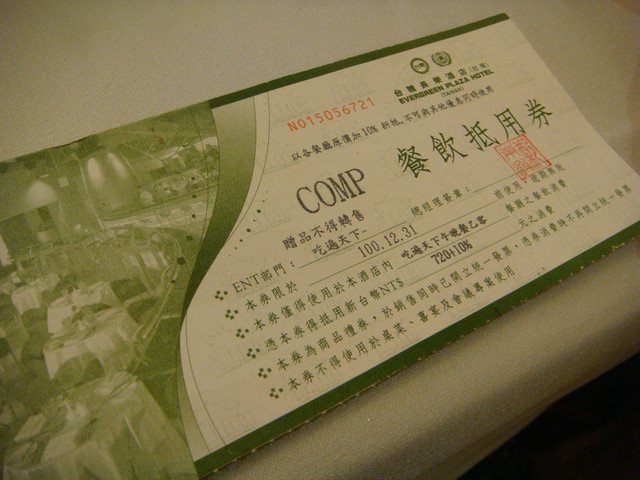 台糖長榮酒店(台南)
EVERGREEN PLAZA HOTEL
(TAINAN)
NO15056721
以各餐廳原價加10%折抵,不可與其他優惠同時使用
餐飲抵用券
COMP
贈品不得轉售
ENT部門: 吃遍天下 總經理簽章:
本券限於 100.12.31 前使用,逾期無效
本券僅得使用於本酒店內 吃遍天下午晚餐乙客 餐廳之餐飲消費
憑本券得抵用新台幣NT$ 720+10% 元之消費
本券為商品禮券,於銷售同時已開立統一發票,憑券消費時不再開立統一發票
本券不得使用於桌菜、喜宴及會議專案使用